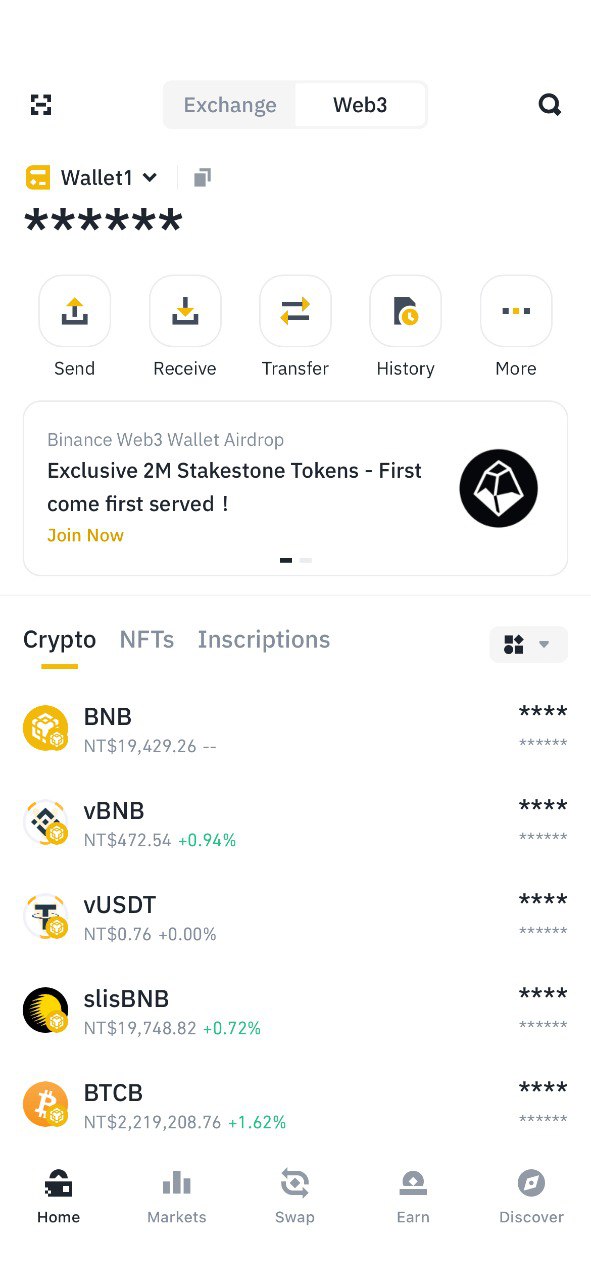 Exchange Web3
Wallet1
******
Send Receive Transfer History More
Binance Web3 Wallet Airdrop
Exclusive 2M Stakestone Tokens - First
come first served！
Join Now
Crypto NFTs Inscriptions
BNB ****
NT$19,429.26 -- ******
vBNB ****
NT$472.54 +0.94% ******
vUSDT ****
NT$0.76 +0.00% ******
slisBNB ****
NT$19,748.82 +0.72% ******
BTCB ****
NT$2,219,208.76 +1.62% ******
Home Markets Swap Earn Discover